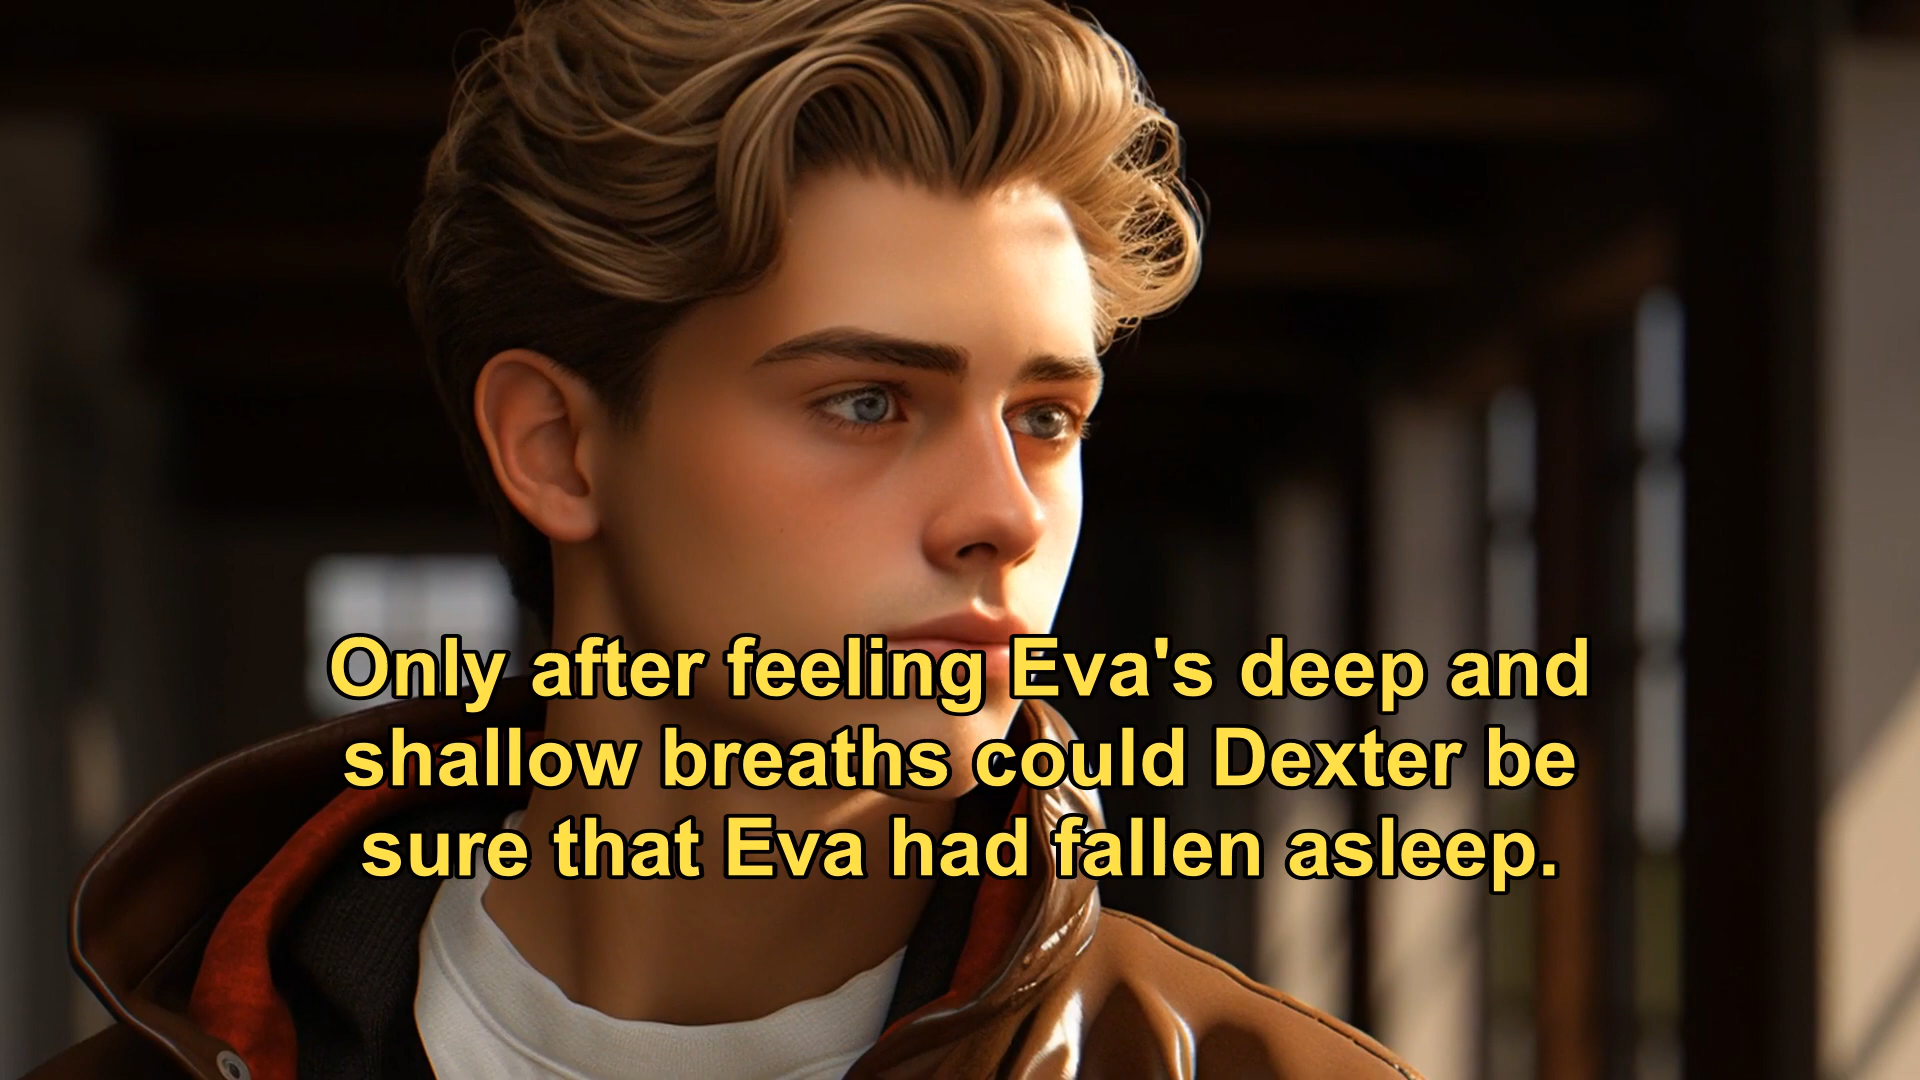 Only after feeling Eva's deep and
shallow breaths could Dexter be
sure that Eva had fallen asleep.